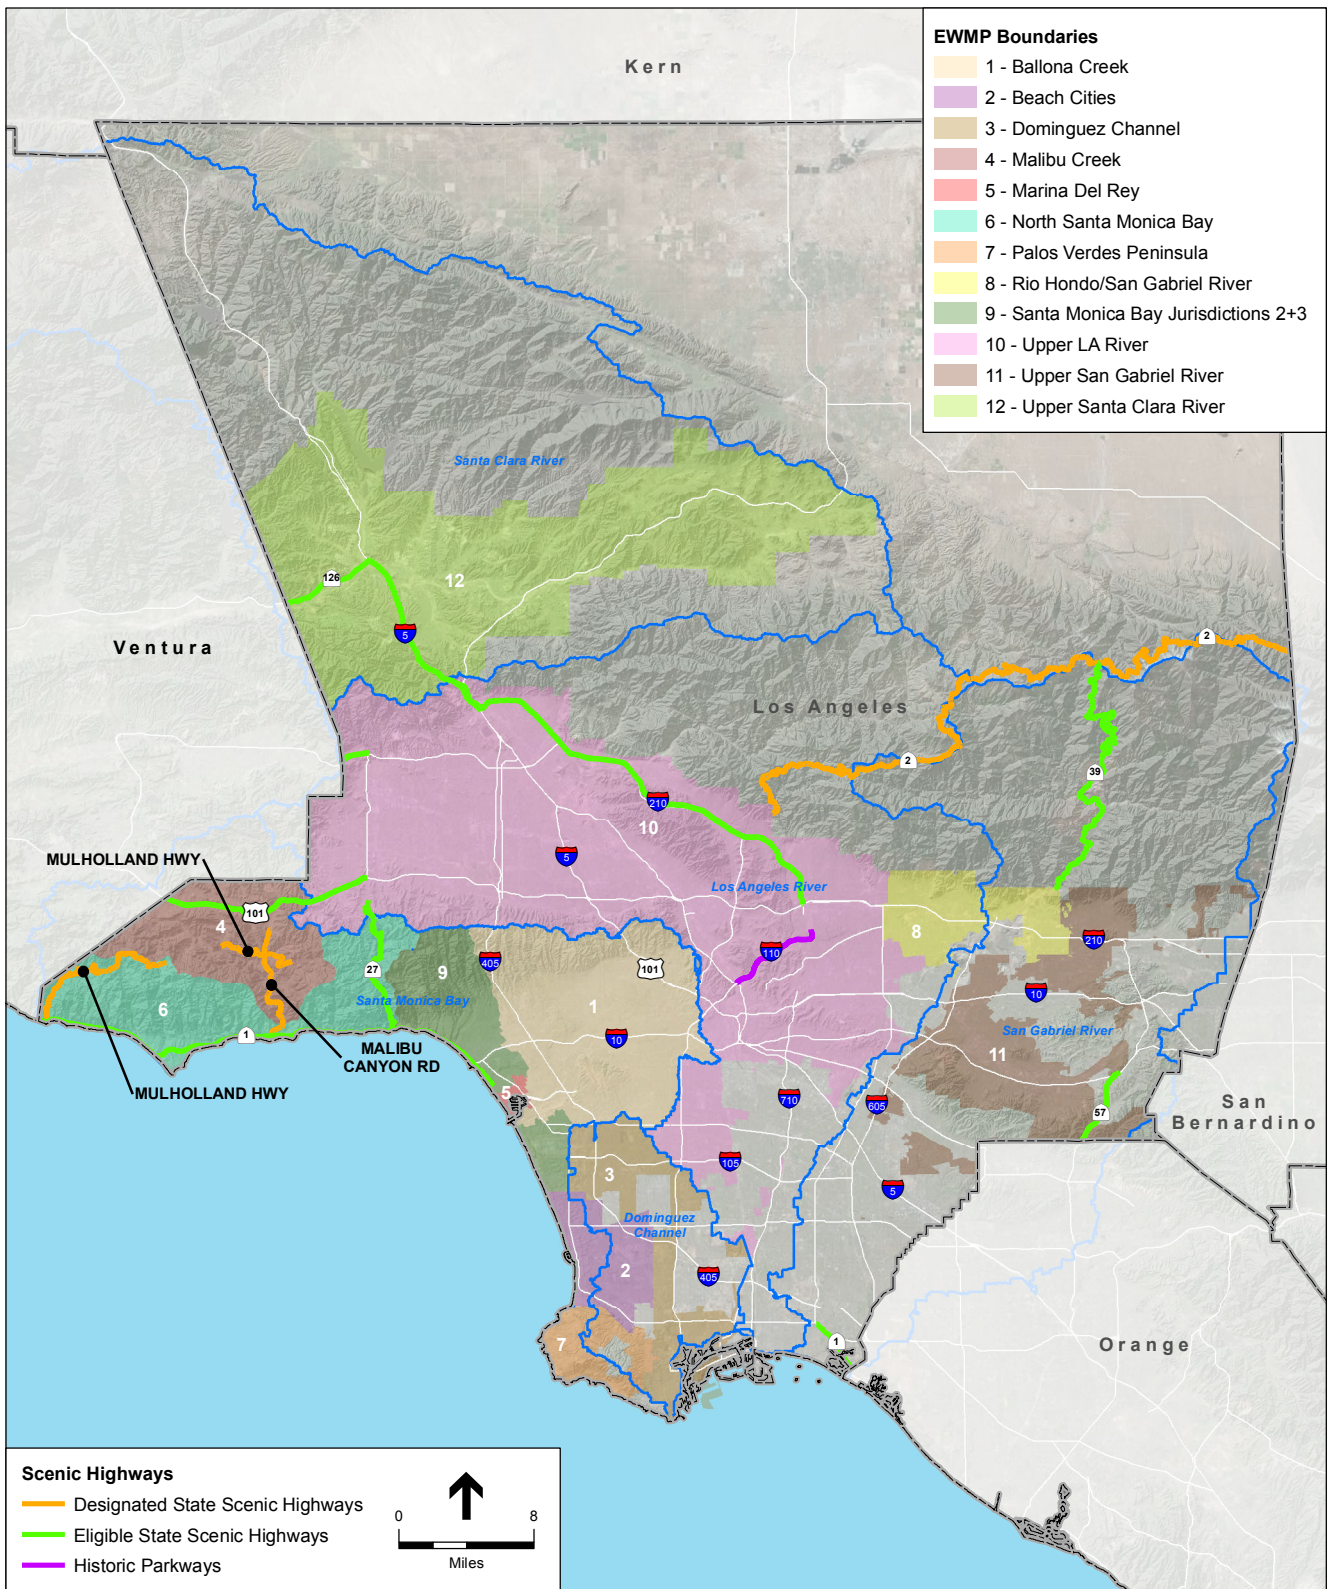 EWMP Boundaries
1 - Ballona Creek
2 - Beach Cities
3 - Dominguez Channel
4 - Malibu Creek
5 - Marina Del Rey
6 - North Santa Monica Bay
7 - Palos Verdes Peninsula
8 - Rio Hondo/San Gabriel River
9 - Santa Monica Bay Jurisdictions 2+3
10 - Upper LA River
11 - Upper San Gabriel River
12 - Upper Santa Clara River
Kern
Santa Clara River
126
12
5
Ventura
2
Los Angeles
2
39
210
10
5
MULHOLLAND HWY
Los Angeles River
101
4
8
210
110
405
101
27
9
Santa Monica Bay
10
6
1
1
San Gabriel River
10
MALIBU
CANYON RD
11
MULHOLLAND HWY
5
710
605
57
San
Bernardino
105
3
5
Dominguez
Channel
2
405
7
1
Orange
Scenic Highways
Designated State Scenic Highways
Eligible State Scenic Highways
Historic Parkways
0 8
Miles